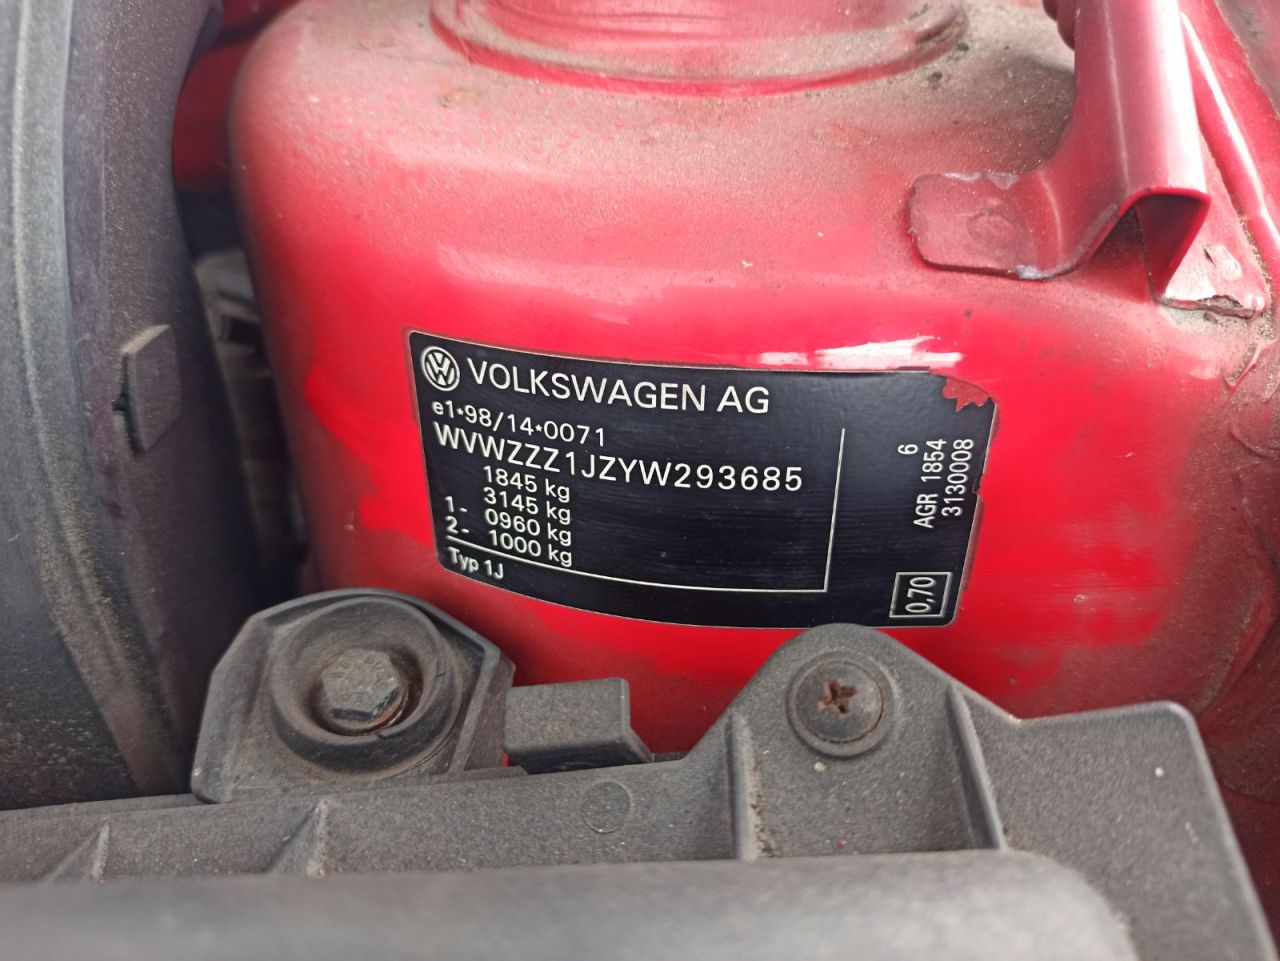 VOLKSWAGEN AG
e1*98/14*0071
WVWZZZ1JZYW293685
1845 kg
3145 kg
1- 0960 kg
2- 1000 kg
Typ 1J
6
AGR 1854
3130008
0,70